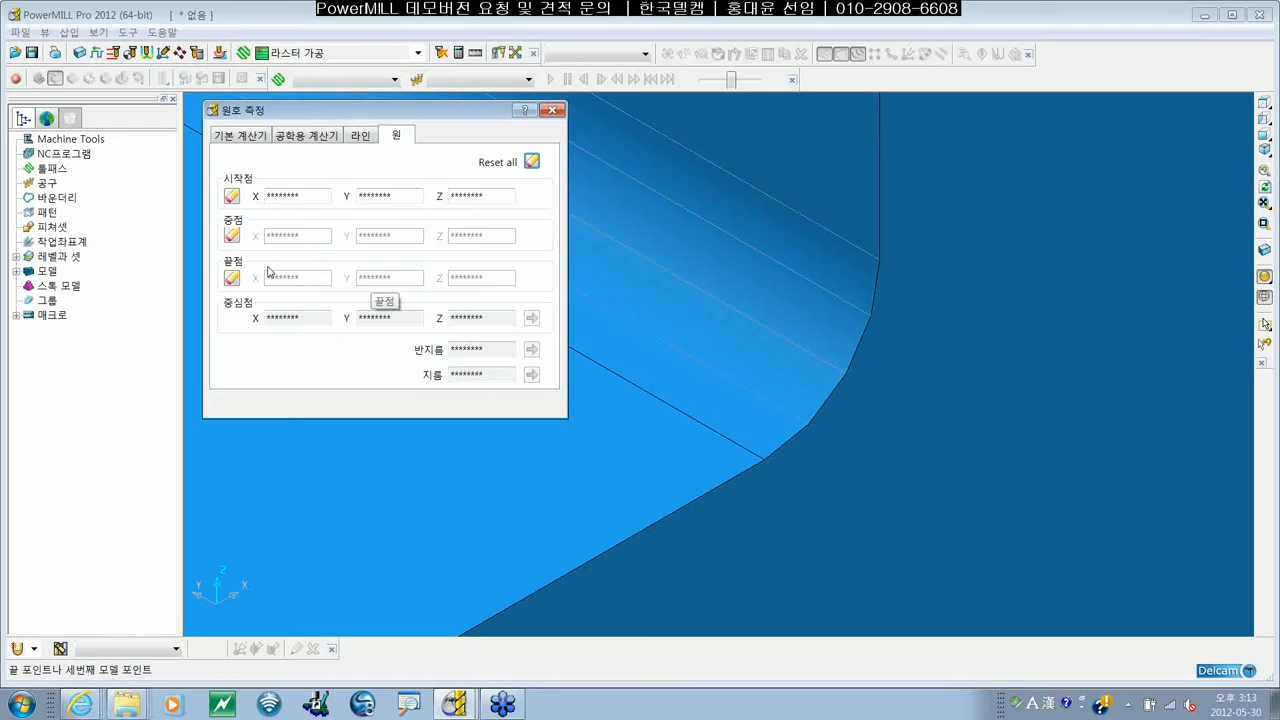 PowerMILL Pro 2012 (64-bit) [ * 없음 ]
PowerMILL 데모버전 요청 및 견적 문의 | 한국델켐 | 홍대윤 선임 | 010-2908-6608
파일 뷰 삽입 보기 도구 도움말
라스터 가공
Machine Tools
NC프로그램
툴패스
공구
바운더리
패턴
피쳐셋
작업좌표계
레벨과 셋
모델
스톡 모델
그룹
매크로
원호 측정
기본 계산기 공학용 계산기 라인 원
Reset all
시작점
X ******** Y ******** Z ********
중점
X ******** Y ******** Z ********
끝점
X ******** Y ******** Z ********
끝점
중심점
X ******** Y ******** Z ********
반지름 ********
지름 ********
Z
Y X
끝 포인트나 세번째 모델 포인트
Delcam
A 漢
오후 3:13
2012-05-30